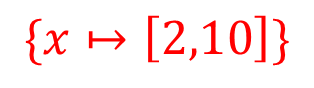 {x ↦ [2,10]}